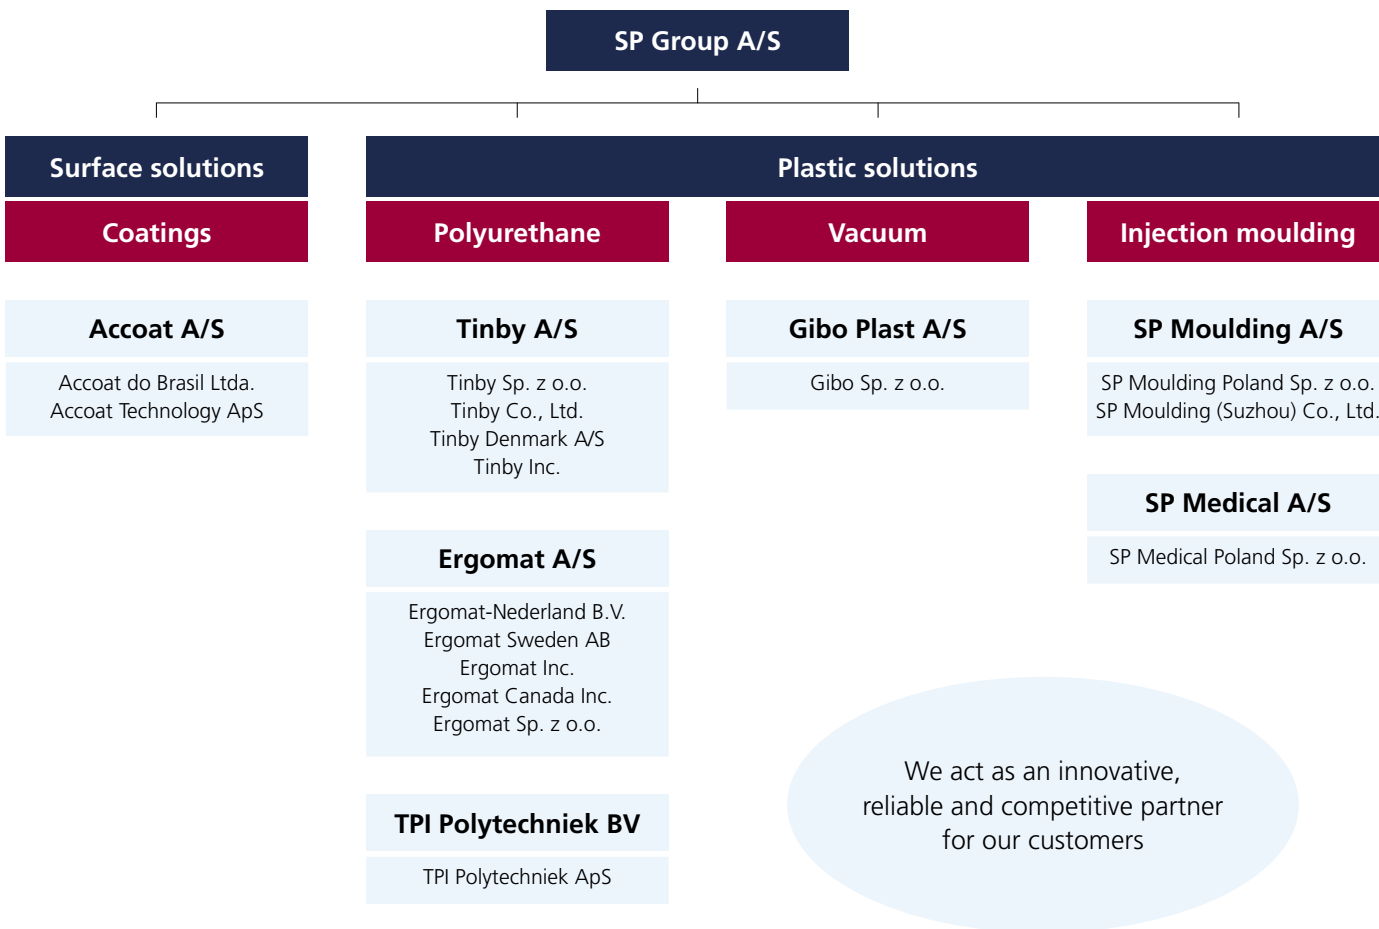 SP Group A/S
Surface solutions
Plastic solutions
Coatings
Polyurethane
Vacuum
Injection moulding
Accoat A/S
Accoat do Brasil Ltda.
Accoat Technology ApS
Tinby A/S
Tinby Sp. z o.o.
Tinby Co., Ltd.
Tinby Denmark A/S
Tinby Inc.
Ergomat A/S
Ergomat-Nederland B.V.
Ergomat Sweden AB
Ergomat Inc.
Ergomat Canada Inc.
Ergomat Sp. z o.o.
TPI Polytechniek BV
TPI Polytechniek ApS
Gibo Plast A/S
Gibo Sp. z o.o.
SP Moulding A/S
SP Moulding Poland Sp. z o.o.
SP Moulding (Suzhou) Co., Ltd.
SP Medical A/S
SP Medical Poland Sp. z o.o.
We act as an innovative,
reliable and competitive partner
for our customers